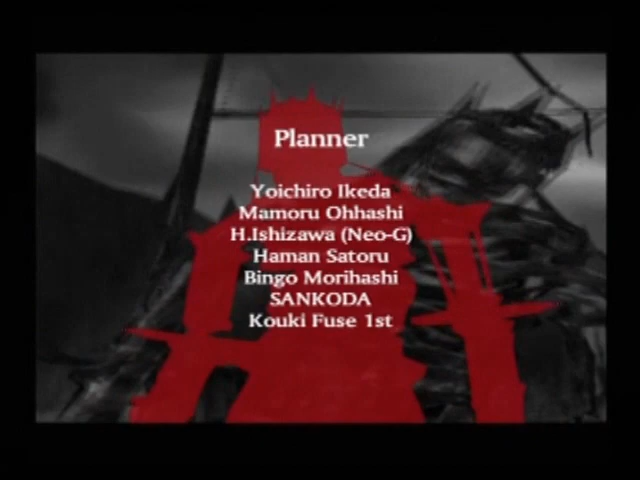 Planner
Yoichiro Ikeda
Mamoru Ohhashi
H.Ishizawa (Neo-G)
Haman Satoru
Bingo Morihashi
SANKODA
Kouki Fuse 1st